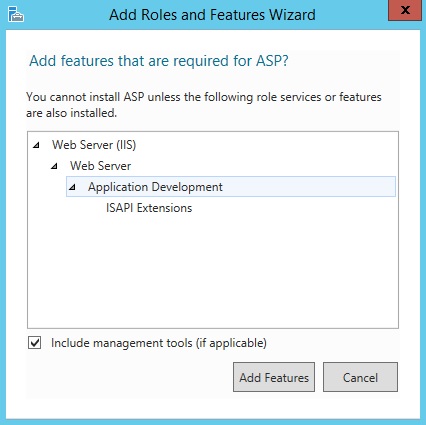 Add Roles and Features Wizard
x
Add features that are required for ASP?
You cannot install ASP unless the following role services or features
are also installed.
Web Server (IIS)
Web Server
Application Development
ISAPI Extensions
Include management tools (if applicable)
Add Features
Cancel